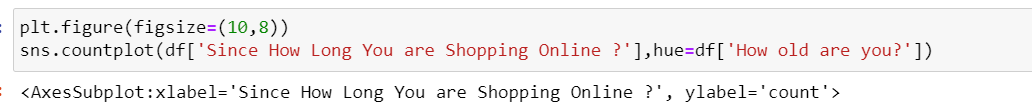 plt.figure(figsize=(10,8))
sns.countplot(df['Since How Long You are Shopping Online ?'],hue=df['How old are you?'])
<AxesSubplot:xlabel='Since How Long You are Shopping Online ?', ylabel='count'>